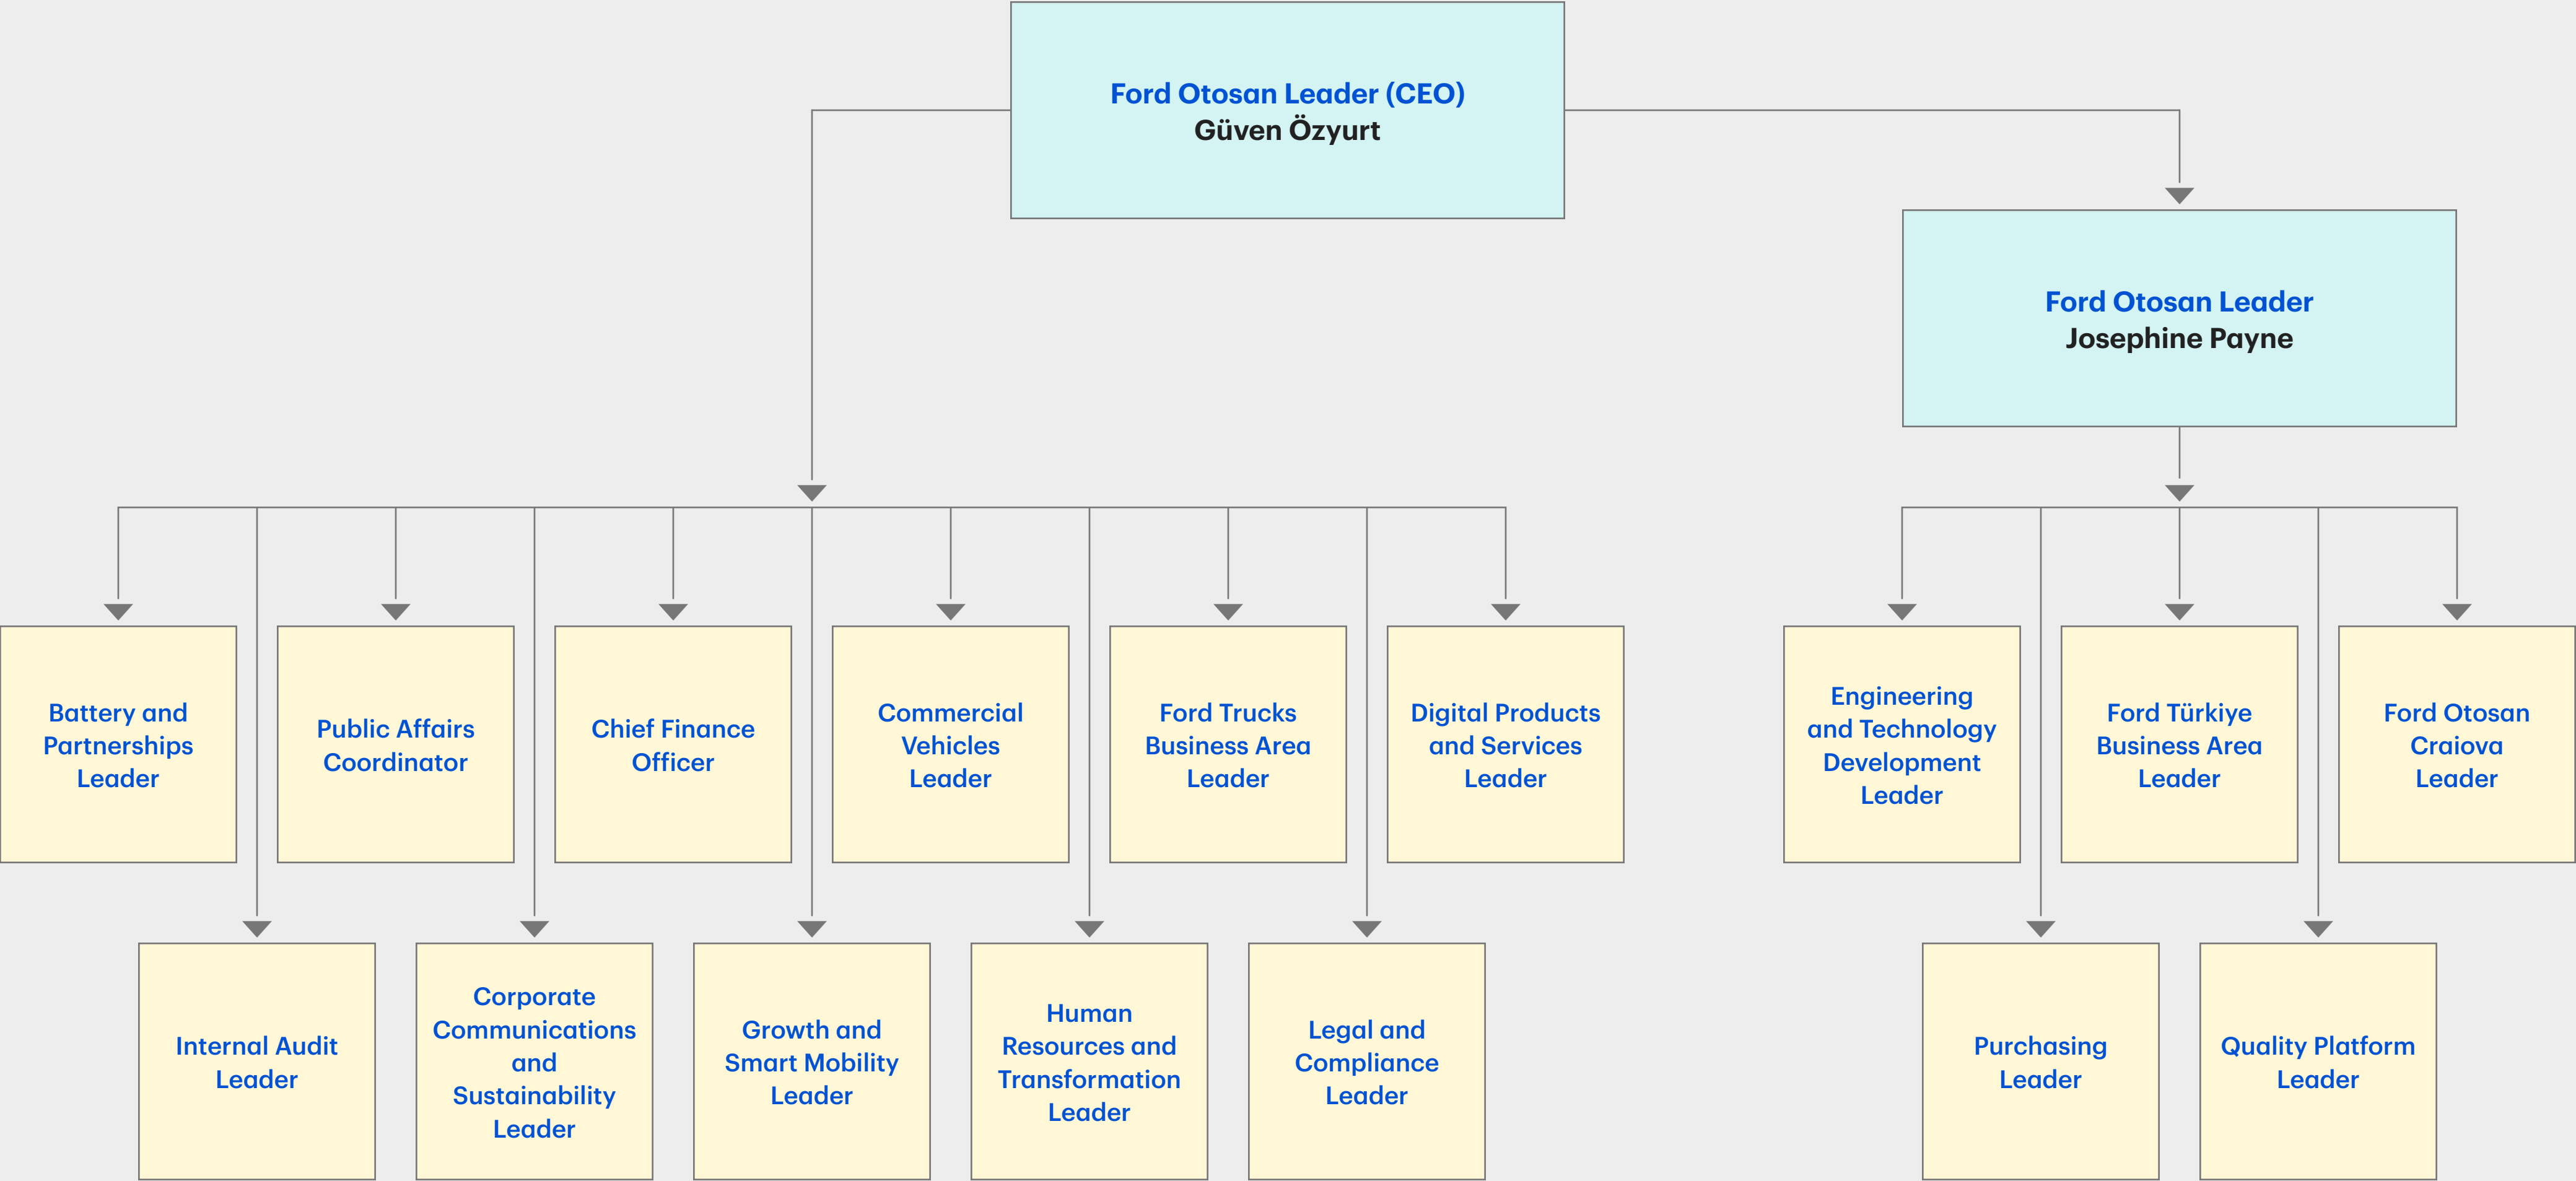 Ford Otosan Leader (CEO)
Güven Özyurt
Ford Otosan Leader
Josephine Payne
Battery and
Partnerships
Leader
Public Affairs
Coordinator
Chief Finance
Officer
Commercial
Vehicles
Leader
Ford Trucks
Business Area
Leader
Digital Products
and Services
Leader
Engineering
and Technology
Development
Leader
Ford Türkiye
Business Area
Leader
Ford Otosan
Craiova
Leader
Internal Audit
Leader
Corporate
Communications
and
Sustainability
Leader
Growth and
Smart Mobility
Leader
Human
Resources and
Transformation
Leader
Legal and
Compliance
Leader
Purchasing
Leader
Quality Platform
Leader